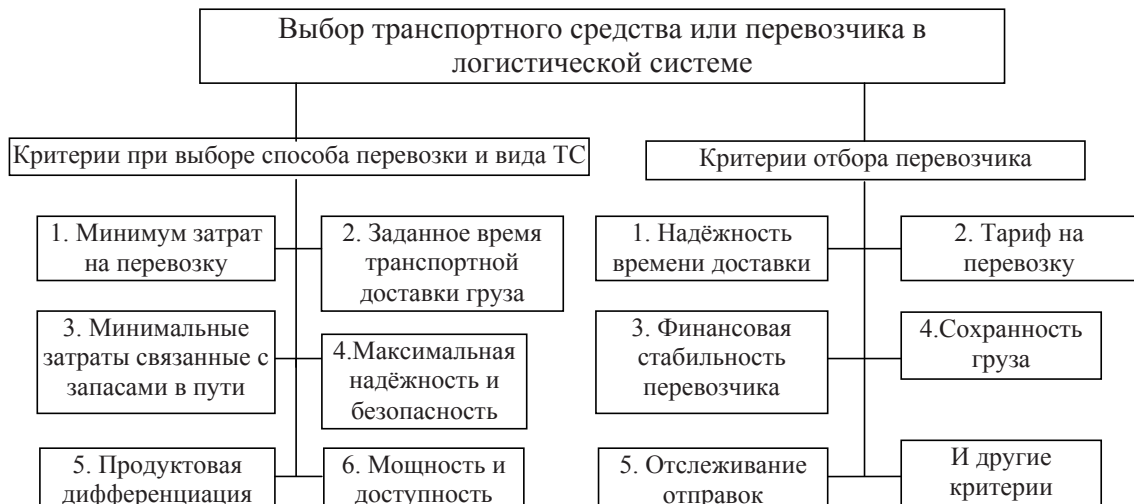 Выбор транспортного средства или перевозчика в
логистической системе
Критерии при выборе способа перевозки и вида ТС
Критерии отбора перевозчика
1. Минимум затрат
на перевозку
2. Заданное время
транспортной
доставки груза
1. Надёжность
времени доставки
2. Тариф на
перевозку
3. Минимальные
затраты связанные с
запасами в пути
4.Максимальная
надёжность и
безопасность
3. Финансовая
стабильность
перевозчика
4.Сохранность
груза
5. Продуктовая
дифференциация
6. Мощность и
доступность
5. Отслеживание
отправок
И другие
критерии